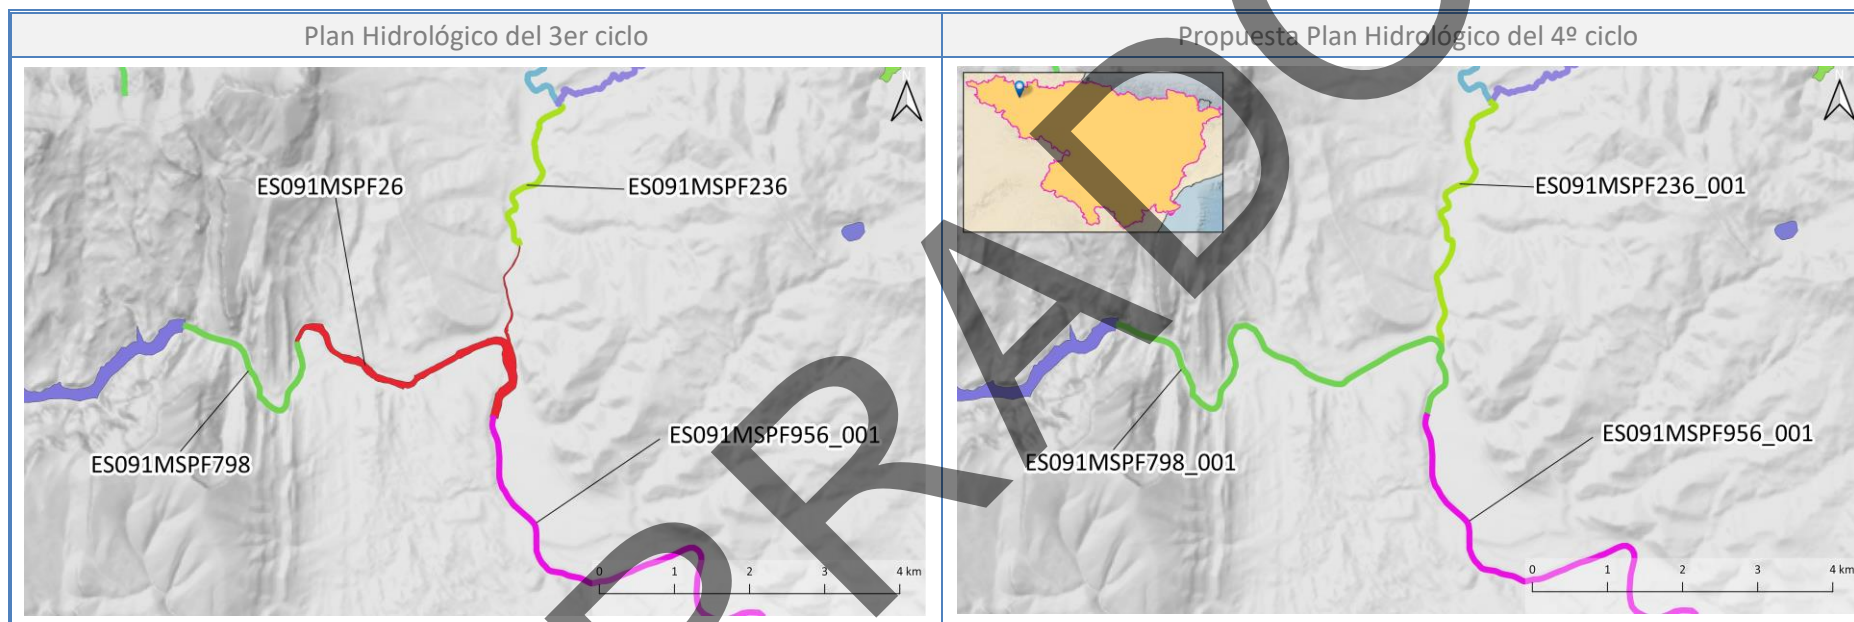 Plan Hidrológico del 3er ciclo
Propuesta Plan Hidrológico del 4º ciclo
ES091MSPF26
ES091MSPF236
ES091MSPF956_001
ES091MSPF798
0 1 2 3 4 km
ES091MSPF236_001
ES091MSPF956_001
ES091MSPF798_001
0 1 2 3 4 km